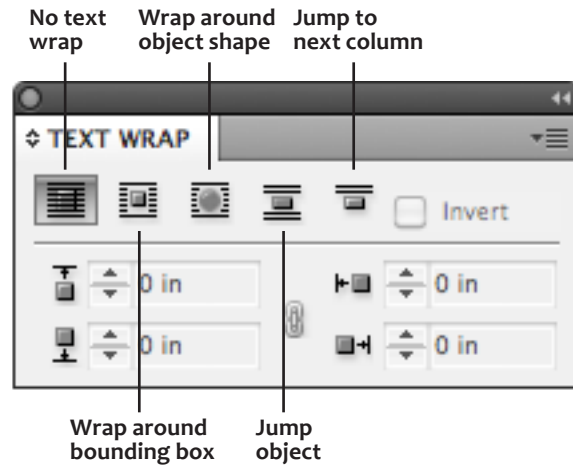 No text
wrap
Wrap around
object shape
Jump to
next column
TEXT WRAP
Invert
0 in
0 in
0 in
0 in
Wrap around
bounding box
Jump
object